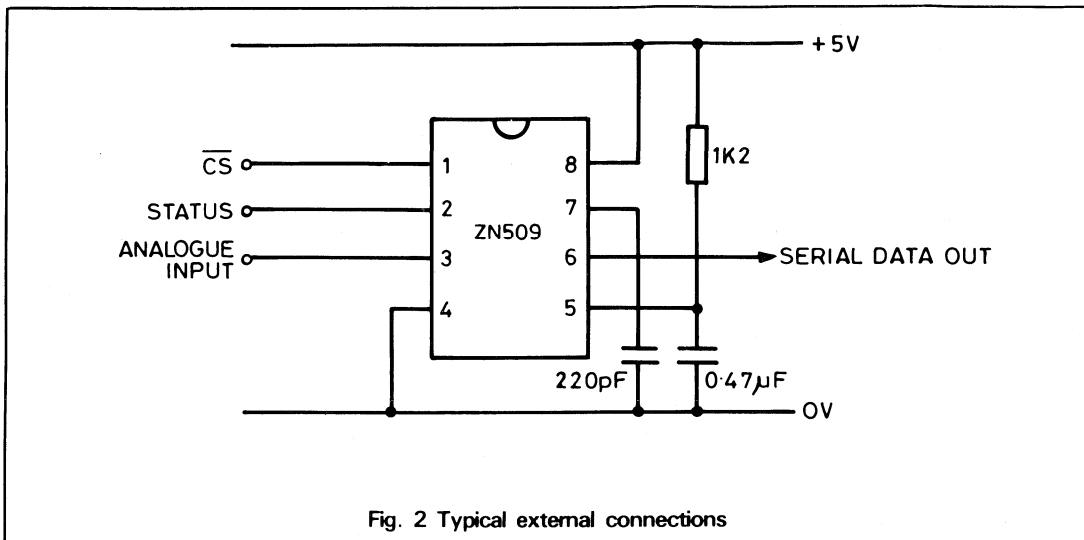 +5V
1K2
C̅S̅
STATUS
ANALOGUE
INPUT
1
2
3
4
ZN509
8
7
6
5
SERIAL DATA OUT
220pF
0·47µF
0V
Fig. 2 Typical external connections